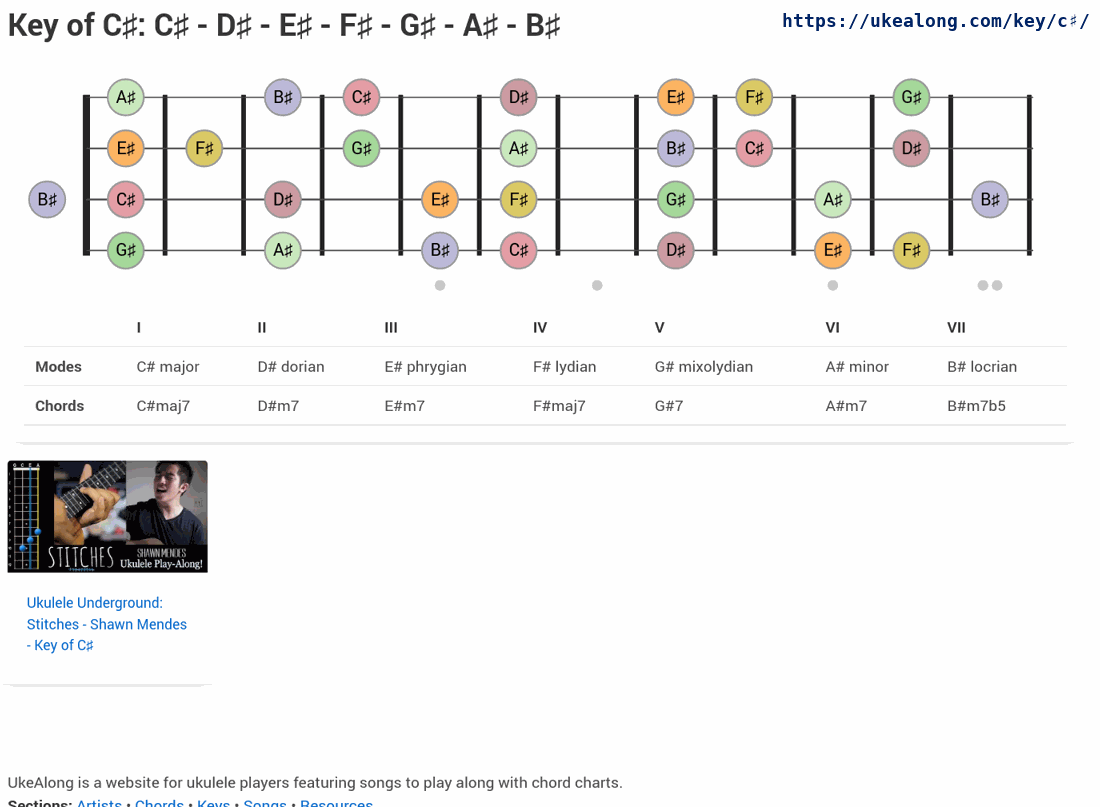 Key of C♯: C♯ - D♯ - E♯ - F♯ - G♯ - A♯ - B♯
https://ukealong.com/key/c♯/
A♯ B♯ C♯ D♯ E♯ F♯ G♯
E♯ F♯ G♯ A♯ B♯ C♯ D♯
B♯ C♯ D♯ E♯ F♯ G♯ A♯ B♯
G♯ A♯ B♯ C♯ D♯ E♯ F♯
I II III IV V VI VII
Modes C# major D# dorian E# phrygian F# lydian G# mixolydian A# minor B# locrian
Chords C#maj7 D#m7 E#m7 F#maj7 G#7 A#m7 B#m7b5
G C E A
STITCHES
SHAWN MENDES
Ukulele Play-Along!
Ukulele Underground:
Stitches - Shawn Mendes
- Key of C♯
UkeAlong is a website for ukulele players featuring songs to play along with chord charts.
Sections: Artists • Chords • Keys • Songs • Resources